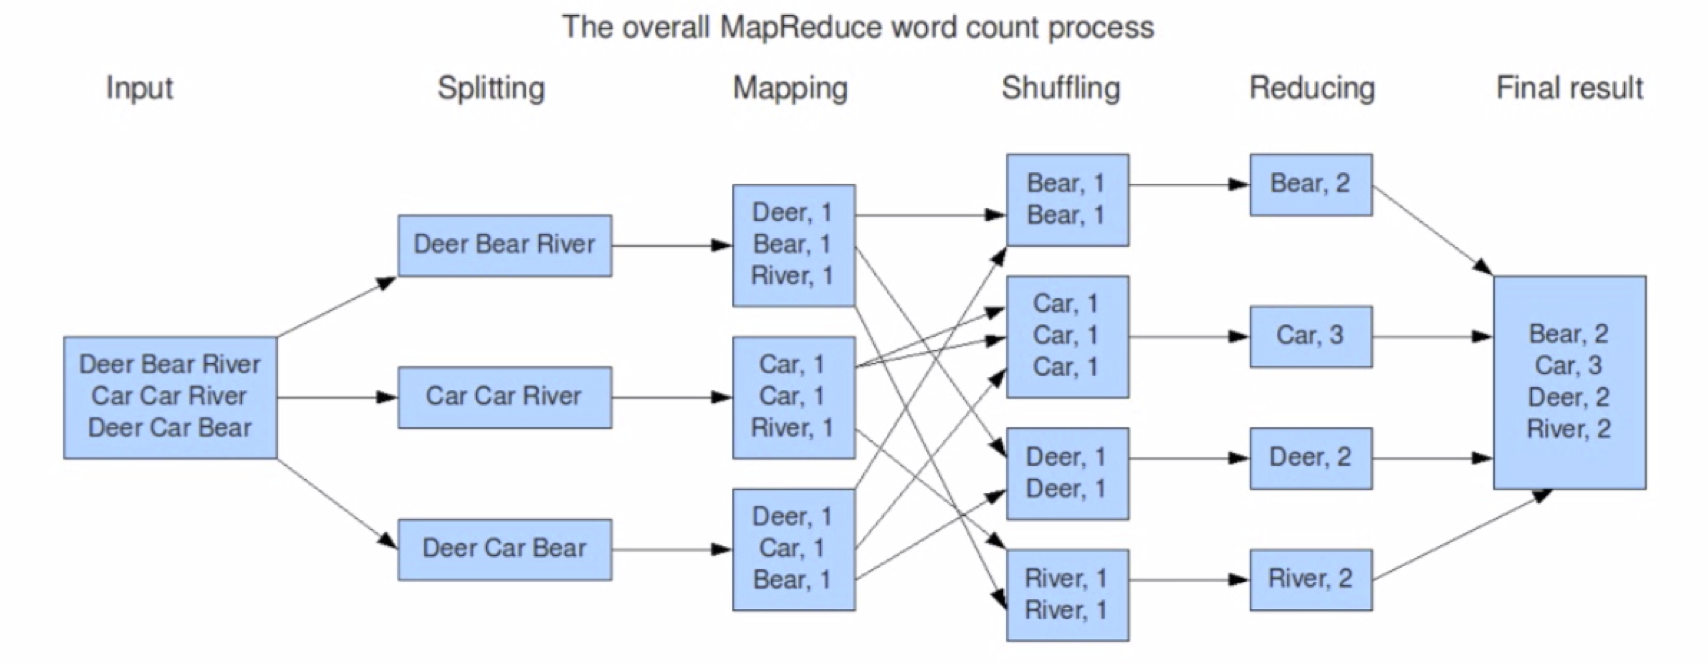 The overall MapReduce word count process
Input
Splitting
Mapping
Shuffling
Reducing
Final result
Deer Bear River
Car Car River
Deer Car Bear
Deer Bear River
Car Car River
Deer Car Bear
Deer, 1
Bear, 1
River, 1
Car, 1
Car, 1
River, 1
Deer, 1
Car, 1
Bear, 1
Bear, 1
Bear, 1
Car, 1
Car, 1
Car, 1
Deer, 1
Deer, 1
River, 1
River, 1
Bear, 2
Car, 3
Deer, 2
River, 2
Bear, 2
Car, 3
Deer, 2
River, 2